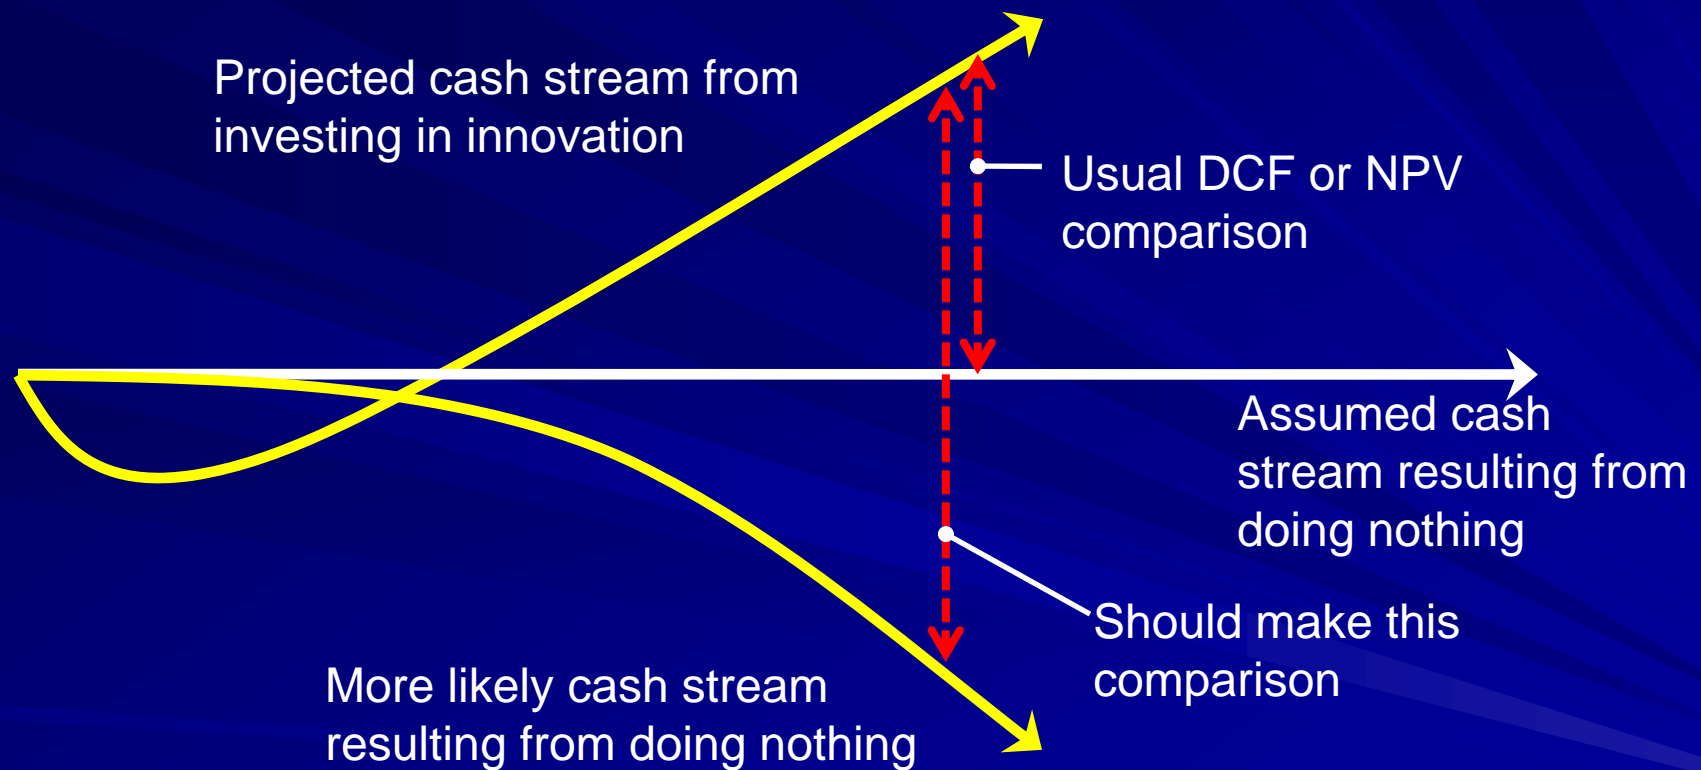 Projected cash stream from
investing in innovation
Usual DCF or NPV
comparison
Assumed cash
stream resulting from
doing nothing
Should make this
comparison
More likely cash stream
resulting from doing nothing